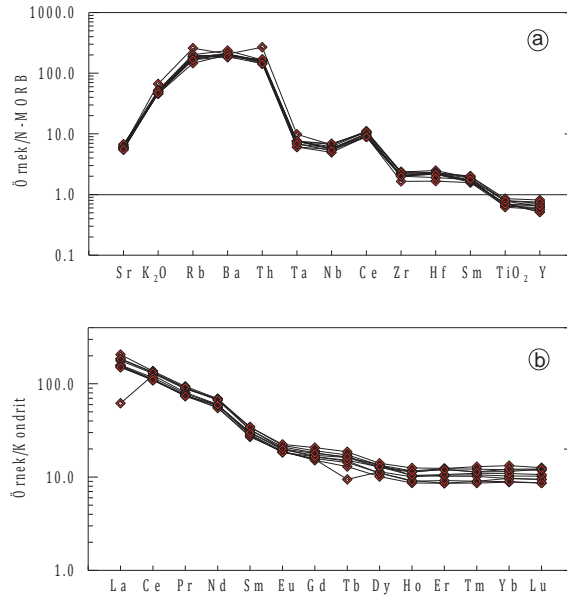 1000.0
a
100.0
10.0
1.0
0.1
Örnek/N-MORB
Sr K₂O Rb Ba Th Ta Nb Ce Zr Hf Sm TiO₂ Y
b
100.0
10.0
1.0
Örnek/Kondrit
La Ce Pr Nd Sm Eu Gd Tb Dy Ho Er Tm Yb Lu